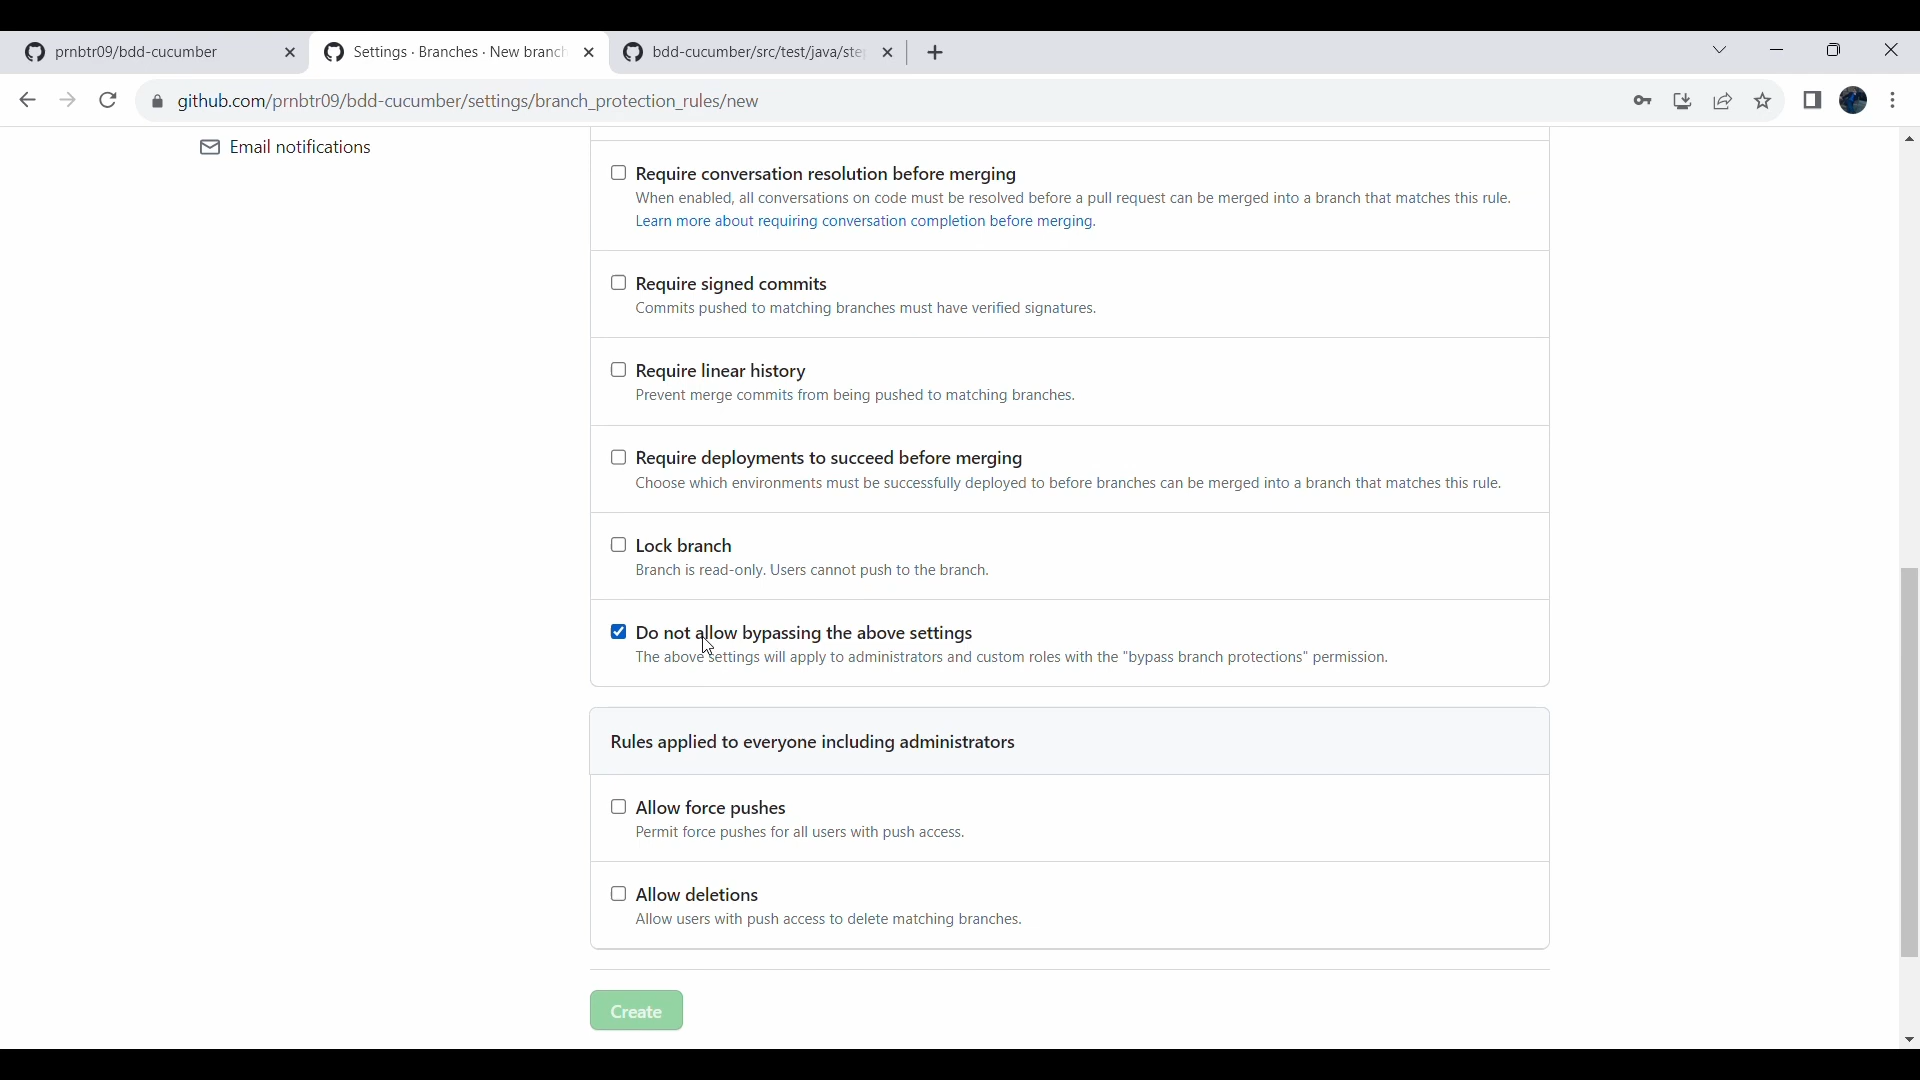 prnbtr09/bdd-cucumber
Settings · Branches · New branch
bdd-cucumber/src/test/java/ste
github.com/prnbtr09/bdd-cucumber/settings/branch_protection_rules/new
Email notifications
Require conversation resolution before merging
When enabled, all conversations on code must be resolved before a pull request can be merged into a branch that matches this rule.
Learn more about requiring conversation completion before merging.
Require signed commits
Commits pushed to matching branches must have verified signatures.
Require linear history
Prevent merge commits from being pushed to matching branches.
Require deployments to succeed before merging
Choose which environments must be successfully deployed to before branches can be merged into a branch that matches this rule.
Lock branch
Branch is read-only. Users cannot push to the branch.
Do not allow bypassing the above settings
The above settings will apply to administrators and custom roles with the "bypass branch protections" permission.
Rules applied to everyone including administrators
Allow force pushes
Permit force pushes for all users with push access.
Allow deletions
Allow users with push access to delete matching branches.
Create